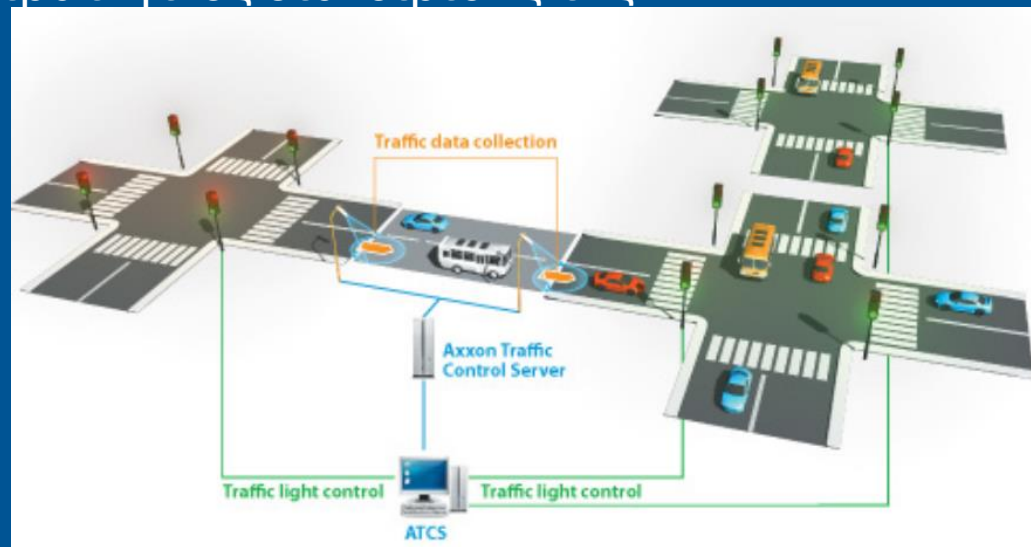 Traffic data collection
Axxon Traffic
Control Server
Traffic light control
Traffic light control
ATCS